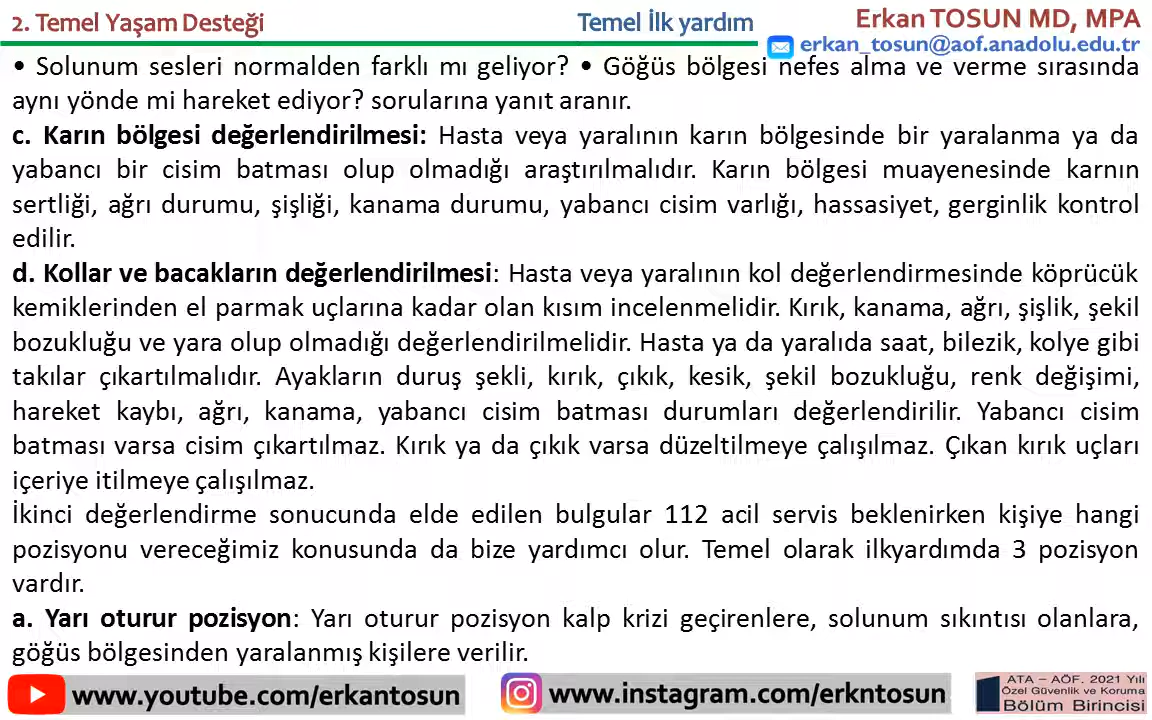 2. Temel Yaşam Desteği
Temel İlk yardım
Erkan TOSUN MD, MPA
erkan_tosun@aof.anadolu.edu.tr
• Solunum sesleri normalden farklı mı geliyor? • Göğüs bölgesi nefes alma ve verme sırasında
aynı yönde mi hareket ediyor? sorularına yanıt aranır.
c. Karın bölgesi değerlendirilmesi: Hasta veya yaralının karın bölgesinde bir yaralanma ya da
yabancı bir cisim batması olup olmadığı araştırılmalıdır. Karın bölgesi muayenesinde karnın
sertliği, ağrı durumu, şişliği, kanama durumu, yabancı cisim varlığı, hassasiyet, gerginlik kontrol
edilir.
d. Kollar ve bacakların değerlendirilmesi: Hasta veya yaralının kol değerlendirmesinde köprücük
kemiklerinden el parmak uçlarına kadar olan kısım incelenmelidir. Kırık, kanama, ağrı, şişlik, şekil
bozukluğu ve yara olup olmadığı değerlendirilmelidir. Hasta ya da yaralıda saat, bilezik, kolye gibi
takılar çıkartılmalıdır. Ayakların duruş şekli, kırık, çıkık, kesik, şekil bozukluğu, renk değişimi,
hareket kaybı, ağrı, kanama, yabancı cisim batması durumları değerlendirilir. Yabancı cisim
batması varsa cisim çıkartılmaz. Kırık ya da çıkık varsa düzeltilmeye çalışılmaz. Çıkan kırık uçları
içeriye itilmeye çalışılmaz.
İkinci değerlendirme sonucunda elde edilen bulgular 112 acil servis beklenirken kişiye hangi
pozisyonu vereceğimiz konusunda da bize yardımcı olur. Temel olarak ilkyardımda 3 pozisyon
vardır.
a. Yarı oturur pozisyon: Yarı oturur pozisyon kalp krizi geçirenlere, solunum sıkıntısı olanlara,
göğüs bölgesinden yaralanmış kişilere verilir.
www.youtube.com/erkantosun
www.instagram.com/erkntosun
ATA – AÖF. 2021 Yılı
Özel Güvenlik ve Koruma
Bölüm Birincisi